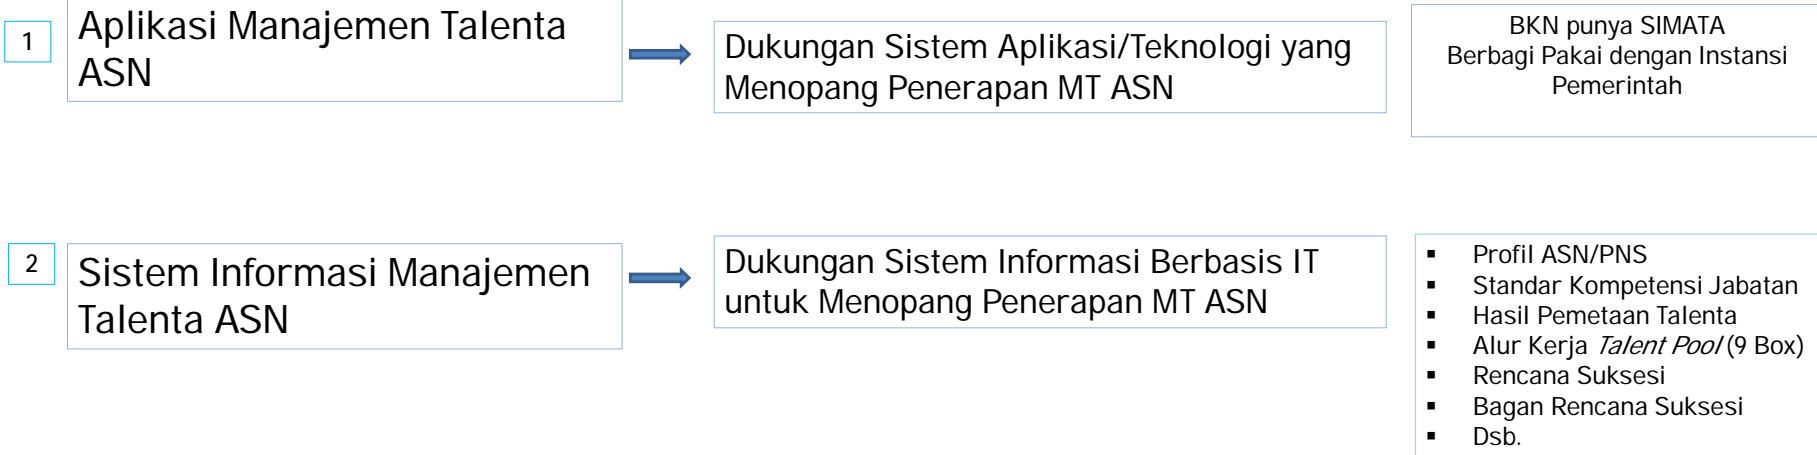 1
Aplikasi Manajemen Talenta
ASN
Dukungan Sistem Aplikasi/Teknologi yang
Menopang Penerapan MT ASN
BKN punya SIMATA
Berbagi Pakai dengan Instansi
Pemerintah
2
Sistem Informasi Manajemen
Talenta ASN
Dukungan Sistem Informasi Berbasis IT
untuk Menopang Penerapan MT ASN
▪ Profil ASN/PNS
▪ Standar Kompetensi Jabatan
▪ Hasil Pemetaan Talenta
▪ Alur Kerja Talent Pool (9 Box)
▪ Rencana Suksesi
▪ Bagan Rencana Suksesi
▪ Dsb.